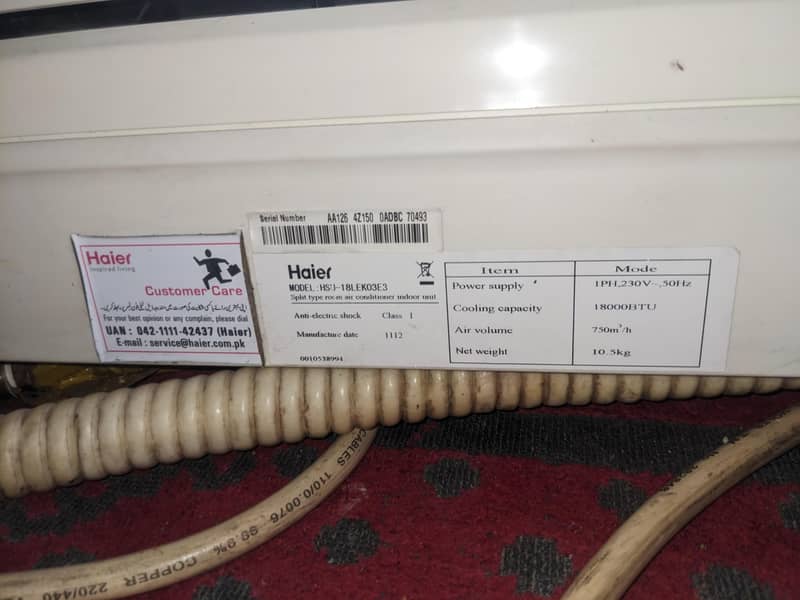 Serial Number AA126 4Z150 0ADBC 70493
Haier
inspired living
Customer Care
For your best opinion or any complain, please dial
UAN : 042-1111-42437 (Haier)
E-mail : service@haier.com.pk
Haier
MODEL: HSU-18LEK03E3
Split type room air conditioner indoor unit
Anti-electric shock Class I
Manufacture date 1112
0010538994
Item Mode
Power supply 1PH,230V~,50Hz
Cooling capacity 18000BTU
Air volume 750m³/h
Net weight 10.5kg
CABLES 110/0.0076 99.9% COPPER 220/440